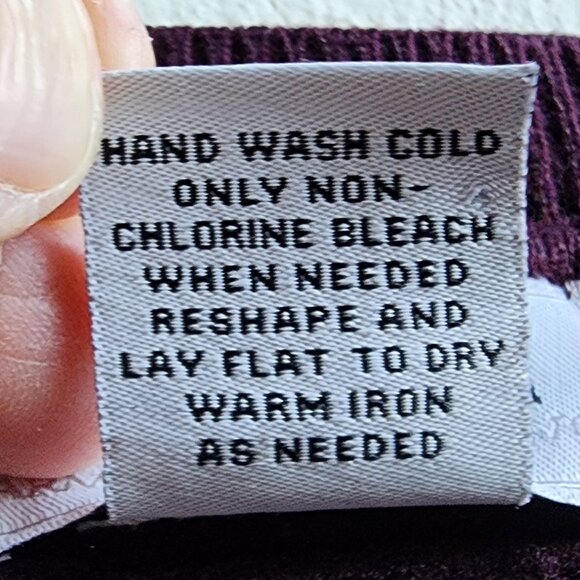 HAND WASH COLD
ONLY NON-
CHLORINE BLEACH
WHEN NEEDED
RESHAPE AND
LAY FLAT TO DRY
WARM IRON
AS NEEDED